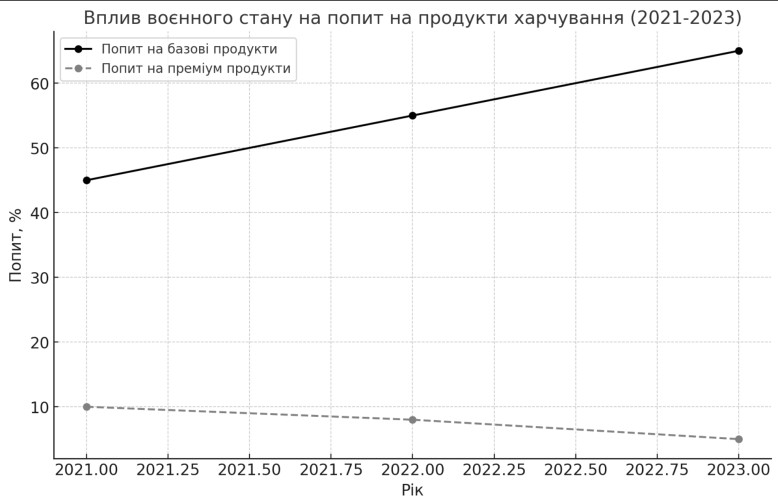 Вплив воєнного стану на попит на продукти харчування (2021-2023)
Попит на базові продукти
Попит на преміум продукти
Попит, %
60
50
40
30
20
10
2021.00 2021.25 2021.50 2021.75 2022.00 2022.25 2022.50 2022.75 2023.00
Рік